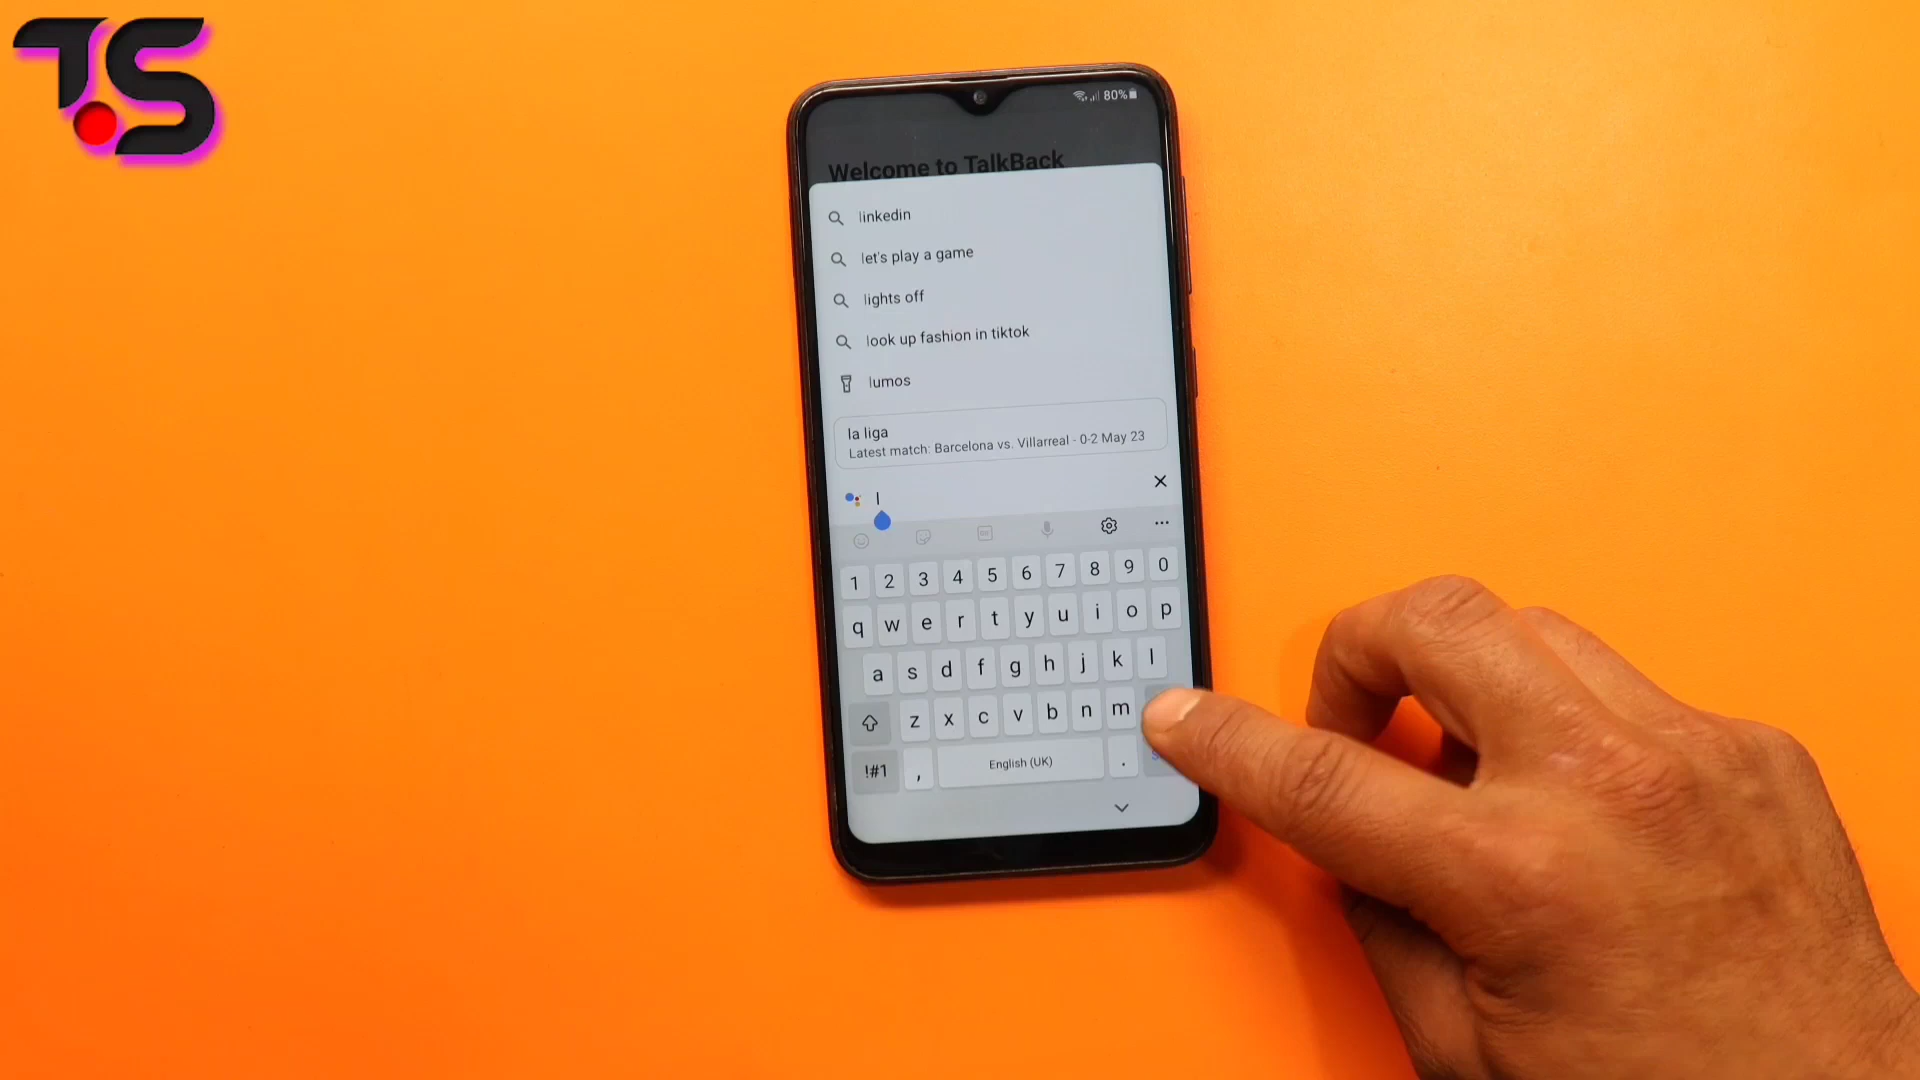 T.S
80%
Welcome to TalkBack
linkedin
let's play a game
lights off
look up fashion in tiktok
lumos
la liga
Latest match: Barcelona vs. Villarreal - 0-2 May 23
l
1 2 3 4 5 6 7 8 9 0
q w e r t y u i o p
a s d f g h j k l
z x c v b n m
!#1 , English (UK) .